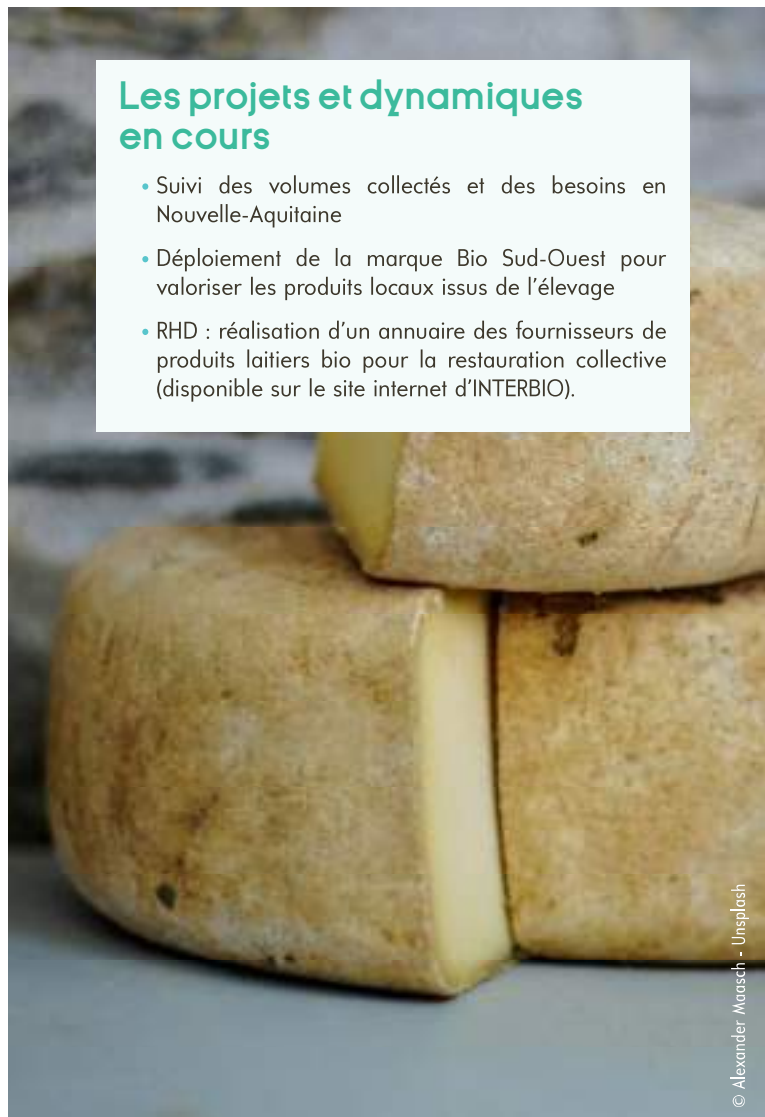 Les projets et dynamiques
en cours
• Suivi des volumes collectés et des besoins en
Nouvelle-Aquitaine
• Déploiement de la marque Bio Sud-Ouest pour
valoriser les produits locaux issus de l'élevage
• RHD : réalisation d'un annuaire des fournisseurs de
produits laitiers bio pour la restauration collective
(disponible sur le site internet d'INTERBIO).
© Alexander Maasch - Unsplash